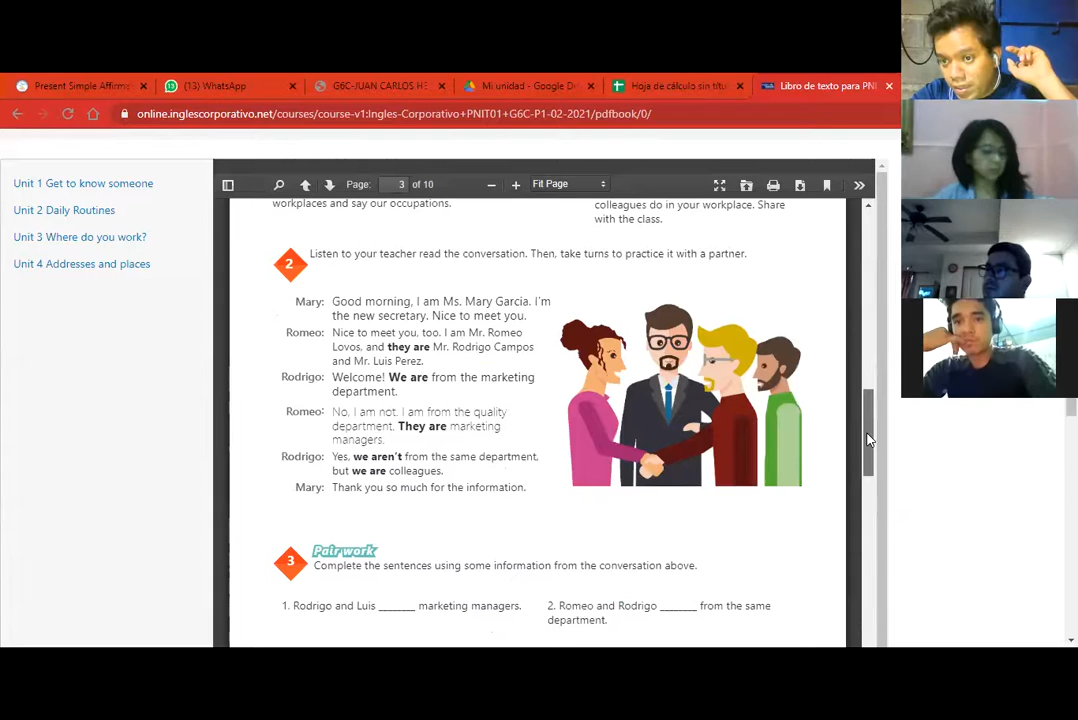 Present Simple Affirma
(13) WhatsApp
G6C-JUAN CARLOS HE
Mi unidad - Google D
Hoja de cálculo sin títu
Libro de texto para PNI
online.inglescorporativo.net/courses/course-v1:Ingles-Corporativo+PNIT01+G6C-P1-02-2021/pdfbook/0/
Unit 1 Get to know someone
Unit 2 Daily Routines
Unit 3 Where do you work?
Unit 4 Addresses and places
Page: 3 of 10
Fit Page
workplaces and say our occupations.
colleagues do in your workplace. Share
with the class.
2
Listen to your teacher read the conversation. Then, take turns to practice it with a partner.
Mary: Good morning, I am Ms. Mary Garcia. I'm
the new secretary. Nice to meet you.
Romeo: Nice to meet you, too. I am Mr. Romeo
Lovos, and they are Mr. Rodrigo Campos
and Mr. Luis Perez.
Rodrigo: Welcome! We are from the marketing
department.
Romeo: No, I am not. I am from the quality
department. They are marketing
managers.
Rodrigo: Yes, we aren't from the same department,
but we are colleagues.
Mary: Thank you so much for the information.
3
Pair work
Complete the sentences using some information from the conversation above.
1. Rodrigo and Luis ________ marketing managers.
2. Romeo and Rodrigo _______ from the same
department.